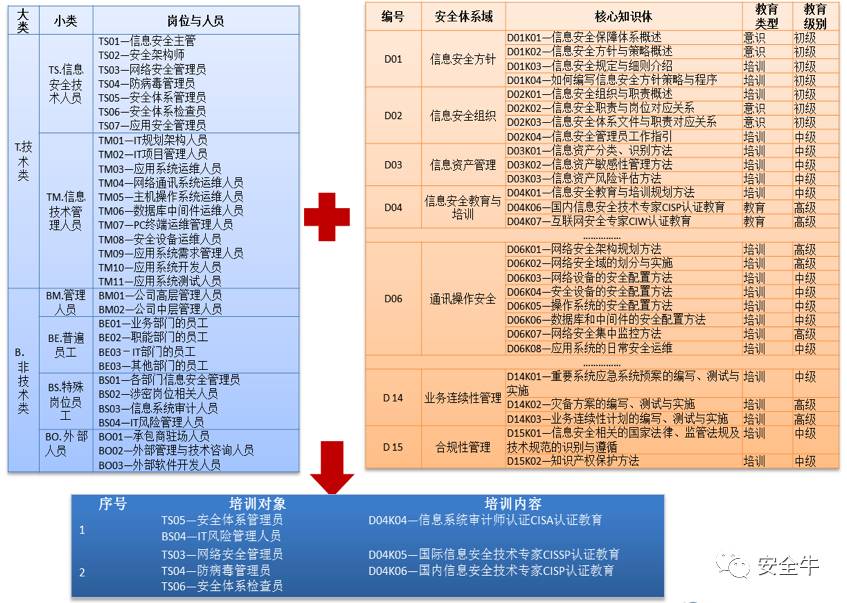 大类 小类 岗位与人员
T.技术类
TS.信息安全技术人员
TS01—信息安全主管
TS02—安全架构师
TS03—网络安全管理员
TS04—防病毒管理员
TS05—安全体系管理员
TS06—安全体系检查员
TS07—应用安全管理员
TM.信息技术管理人员
TM01—IT规划架构人员
TM02—IT项目管理人员
TM03—应用系统运维人员
TM04—网络通讯系统运维人员
TM05—主机操作系统运维人员
TM06—数据库中间件运维人员
TM07—PC终端运维管理人员
TM08—安全设备运维人员
TM09—应用系统需求管理人员
TM10—应用系统开发人员
TM11—应用系统测试人员
B.非技术类
BM.管理人员
BM01—公司高层管理人员
BM02—公司中层管理人员
BE.普遍员工
BE01—业务部门的员工
BE02—职能部门的员工
BE03－IT部门的员工
BE03—其他部门的员工
BS.特殊岗位员工
BS01—各部门信息安全管理员
BS02—涉密岗位相关人员
BS03—信息系统审计人员
BS04—IT风险管理人员
BO.外部人员
BO01—承包商驻场人员
BO02—外部管理与技术咨询人员
BO03—外部软件开发人员
编号 安全体系域 核心知识体 教育类型 教育级别
D01 信息安全方针
D01K01—信息安全保障体系概述 意识 初级
D01K02—信息安全方针与策略概述 意识 初级
D01K03—信息安全规定与细则介绍 培训 初级
D01K04—如何编写信息安全方针策略与程序 培训 初级
D02 信息安全组织
D02K01—信息安全组织与职责概述 培训 初级
D02K02—信息安全职责与岗位对应关系 意识 初级
D02K03—信息安全体系文件与职责对应关系 意识 初级
D02K04—信息安全管理员工作指引 培训 中级
D03 信息资产管理
D03K01—信息资产分类、识别方法 培训 中级
D03K02—信息资产敏感性管理方法 培训 中级
D03K03—信息资产风险评估方法 培训 中级
D04 信息安全教育与培训
D04K01—信息安全教育与培训规划方法 培训 中级
D04K06—国内信息安全技术专家CISP认证教育 教育 高级
D04K07—互联网安全专家CIW认证教育 教育 高级
……………
D06 通讯操作安全
D06K01—网络安全架构规划方法 培训 高级
D06K02—网络安全域的划分与实施 培训 高级
D06K03—网络设备的安全配置方法 培训 中级
D06K04—安全设备的安全配置方法 培训 中级
D06K05—操作系统的安全配置方法 培训 中级
D06K06—数据库和中间件的安全配置方法 培训 中级
D06K07—网络安全集中监控方法 培训 高级
D06K08—应用系统的日常安全运维 培训 中级
……………
D 14 业务连续性管理
D14K01—重要系统应急系统预案的编写、测试与实施 培训 中级
D14K02—灾备方案的编写、测试与实施 培训 高级
D14K03—业务连续性计划的编写、测试与实施 培训 高级
D 15 合规性管理
D15K01—信息安全相关的国家法律、监管法规及技术规范的识别与遵循 培训 中级
D15K02—知识产权保护方法 培训 中级
序号 培训对象 培训内容
1
TS05—安全体系管理员 D04K04—信息系统审计师认证CISA认证教育
BS04—IT风险管理人员
2
TS03—网络安全管理员 D04K05—国际信息安全技术专家CISSP认证教育
TS04—防病毒管理员 D04K06—国内信息安全技术专家CISP认证教育
TS06—安全体系检查员
安全牛